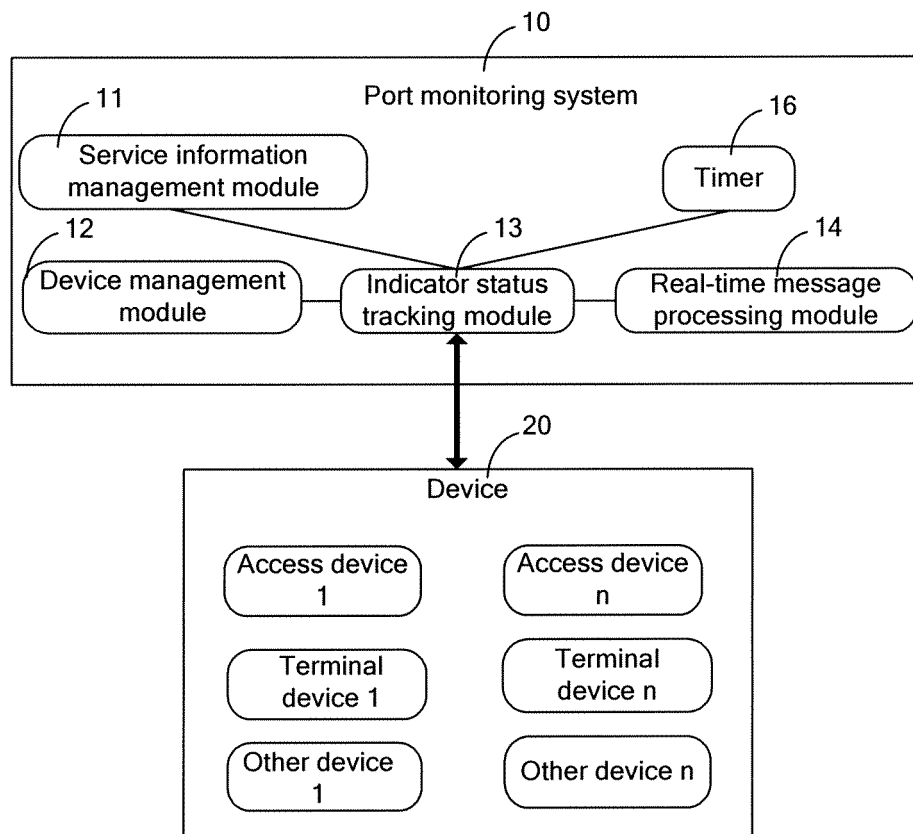 10
Port monitoring system
11
16
Service information
management module
Timer
12
13
14
Device management
module
Indicator status
tracking module
Real-time message
processing module
20
Device
Access device
1
Access device
n
Terminal
device 1
Terminal
device n
Other device
1
Other device n